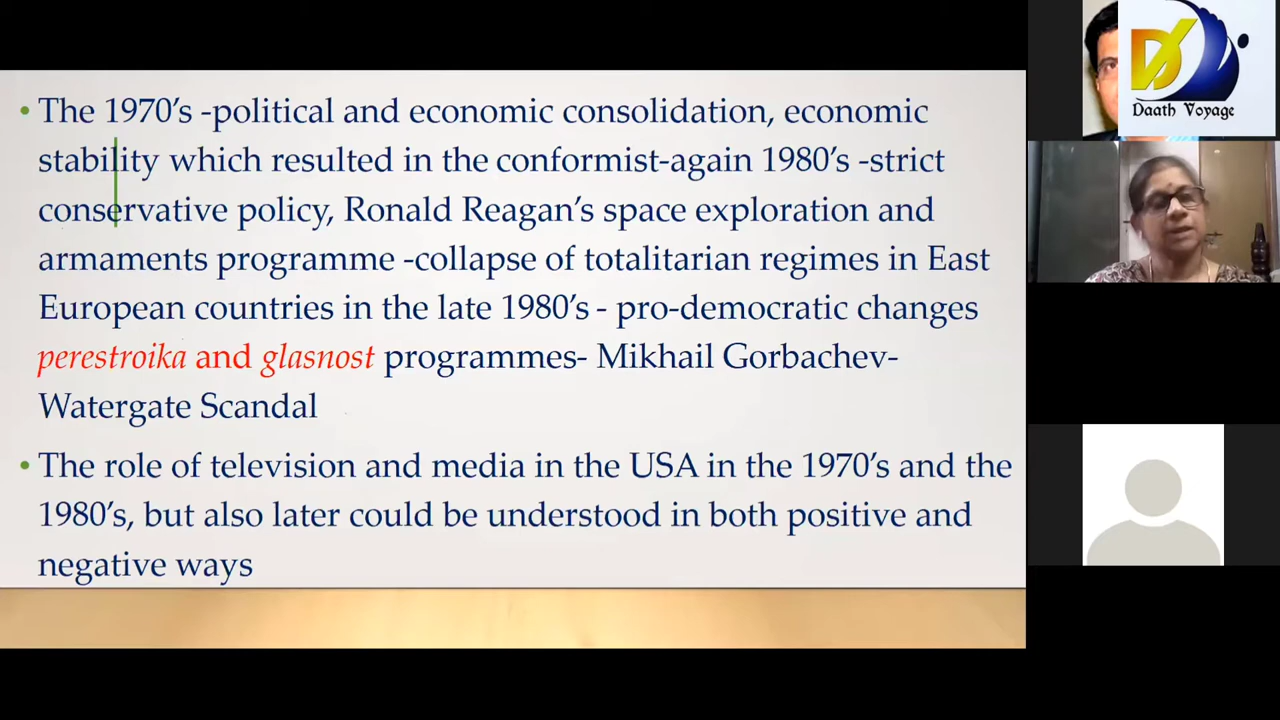 • The 1970's -political and economic consolidation, economic
stability which resulted in the conformist-again 1980's -strict
conservative policy, Ronald Reagan's space exploration and
armaments programme -collapse of totalitarian regimes in East
European countries in the late 1980's - pro-democratic changes
perestroika and glasnost programmes- Mikhail Gorbachev-
Watergate Scandal
• The role of television and media in the USA in the 1970's and the
1980's, but also later could be understood in both positive and
negative ways
Daath Voyage